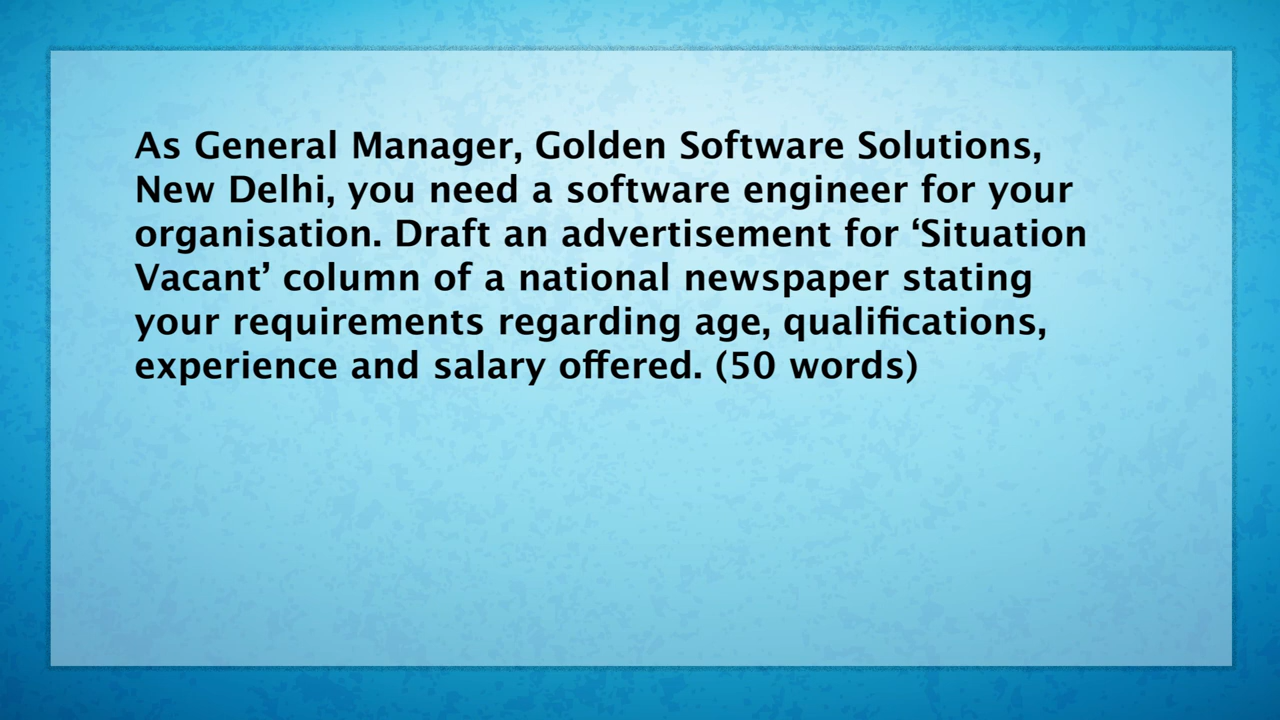 As General Manager, Golden Software Solutions,
New Delhi, you need a software engineer for your
organisation. Draft an advertisement for ‘Situation
Vacant’ column of a national newspaper stating
your requirements regarding age, qualifications,
experience and salary offered. (50 words)